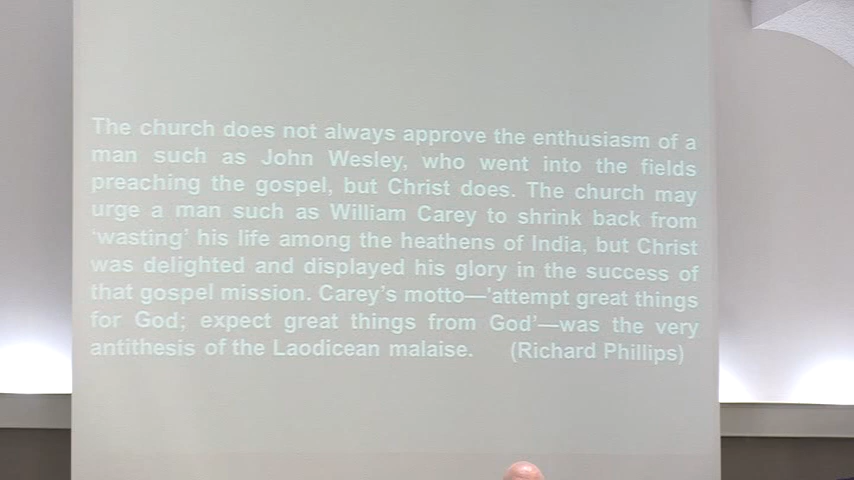 The church does not always approve the enthusiasm of a
man such as John Wesley, who went into the fields
preaching the gospel, but Christ does. The church may
urge a man such as William Carey to shrink back from
‘wasting’ his life among the heathens of India, but Christ
was delighted and displayed his glory in the success of
that gospel mission. Carey’s motto—’attempt great things
for God; expect great things from God’—was the very
antithesis of the Laodicean malaise. (Richard Phillips)